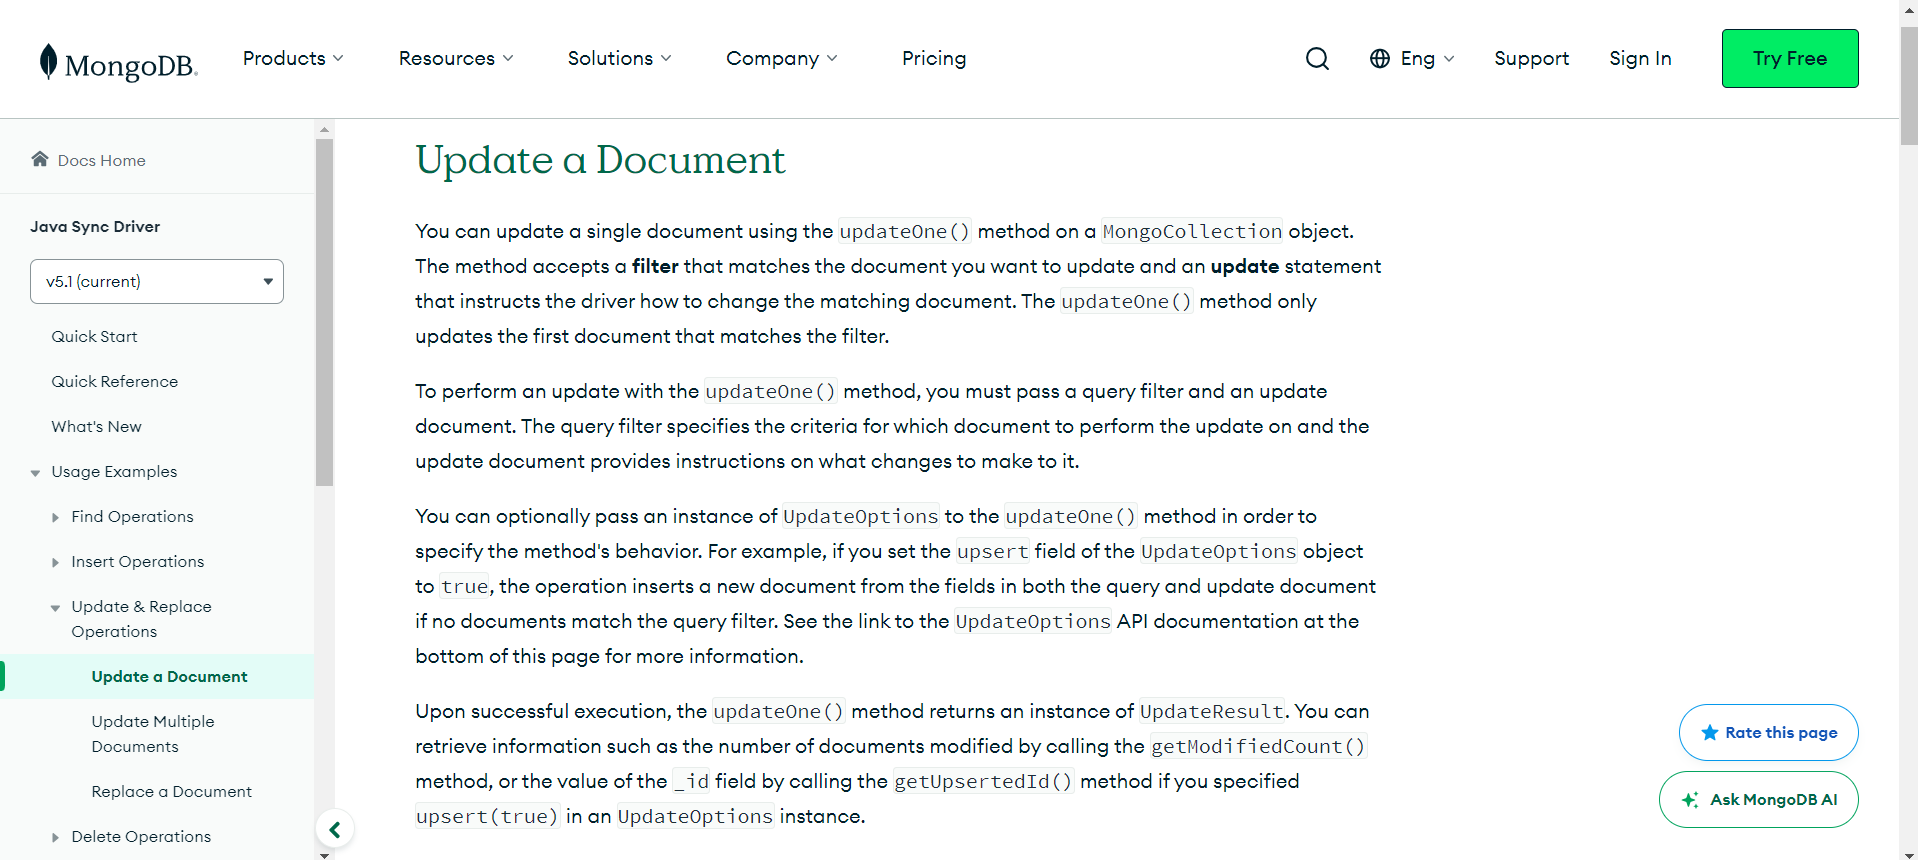 MongoDB.
Products
Resources
Solutions
Company
Pricing
Eng
Support
Sign In
Try Free
Docs Home
Java Sync Driver
v5.1 (current)
Quick Start
Quick Reference
What's New
Usage Examples
Find Operations
Insert Operations
Update & Replace
Operations
Update a Document
Update Multiple
Documents
Replace a Document
Delete Operations
Update a Document
You can update a single document using the updateOne() method on a MongoCollection object.
The method accepts a filter that matches the document you want to update and an update statement
that instructs the driver how to change the matching document. The updateOne() method only
updates the first document that matches the filter.
To perform an update with the updateOne() method, you must pass a query filter and an update
document. The query filter specifies the criteria for which document to perform the update on and the
update document provides instructions on what changes to make to it.
You can optionally pass an instance of UpdateOptions to the updateOne() method in order to
specify the method's behavior. For example, if you set the upsert field of the UpdateOptions object
to true, the operation inserts a new document from the fields in both the query and update document
if no documents match the query filter. See the link to the UpdateOptions API documentation at the
bottom of this page for more information.
Upon successful execution, the updateOne() method returns an instance of UpdateResult. You can
retrieve information such as the number of documents modified by calling the getModifiedCount()
method, or the value of the _id field by calling the getUpsertedId() method if you specified
upsert(true) in an UpdateOptions instance.
Rate this page
Ask MongoDB AI